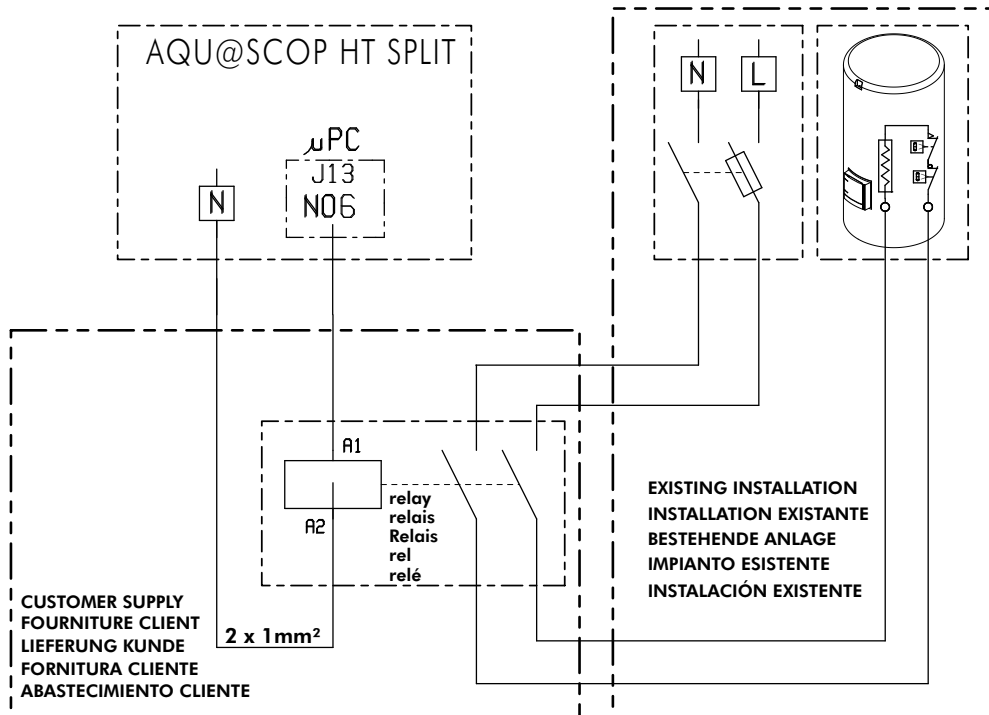 AQU@SCOP HT SPLIT
µPC
J13
NO6
N
N
L
A1
A2
relay
relais
Relais
rel
relé
EXISTING INSTALLATION
INSTALLATION EXISTANTE
BESTEHENDE ANLAGE
IMPIANTO ESISTENTE
INSTALACIÓN EXISTENTE
CUSTOMER SUPPLY
FOURNITURE CLIENT
LIEFERUNG KUNDE
FORNITURA CLIENTE
ABASTECIMIENTO CLIENTE
2 x 1mm²